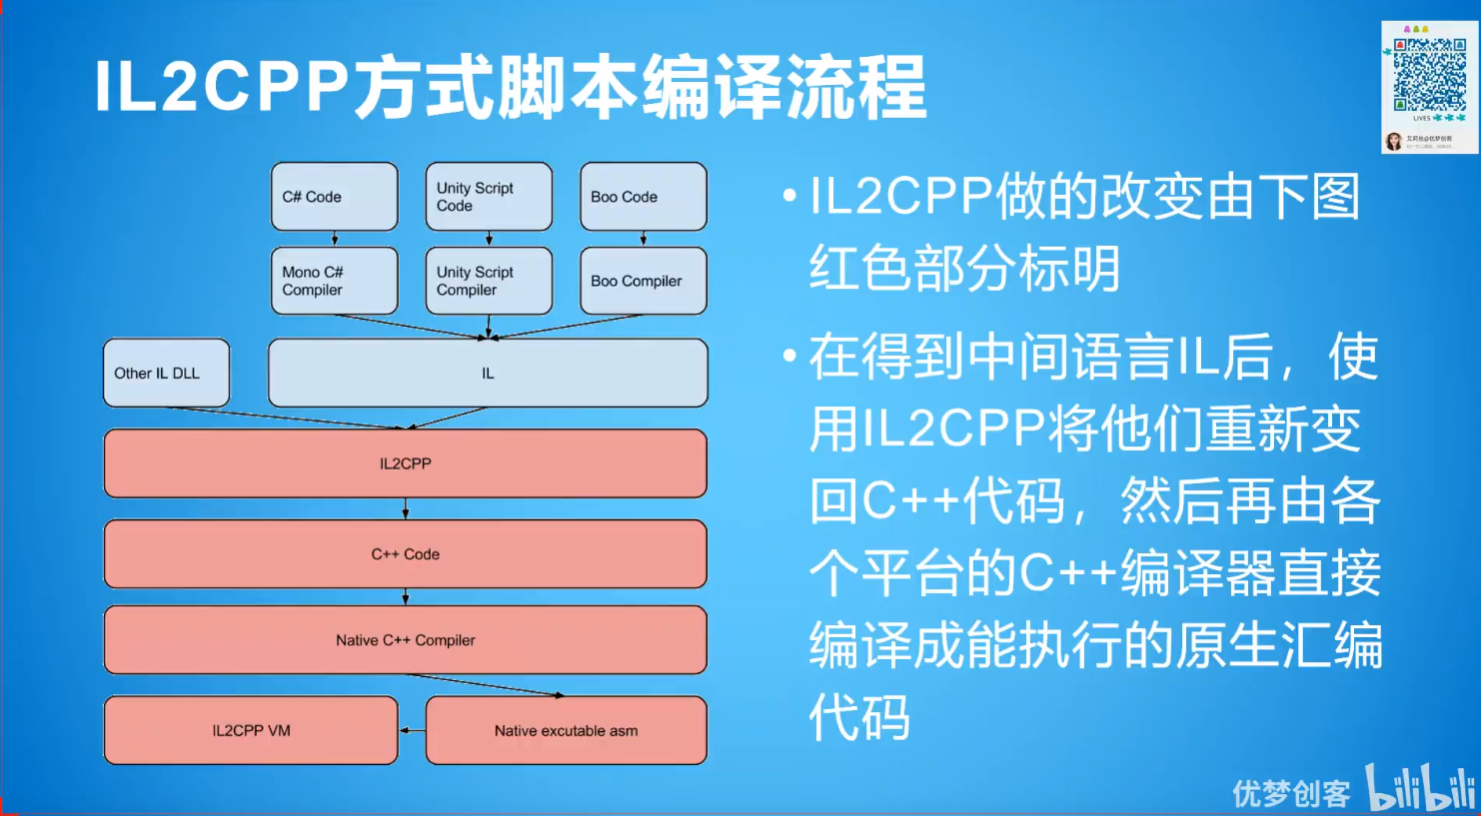 IL2CPP方式脚本编译流程
LIVES
C# Code
Unity Script
Code
Boo Code
Mono C#
Compiler
Unity Script
Compiler
Boo Compiler
Other IL DLL
IL
IL2CPP
C++ Code
Native C++ Compiler
IL2CPP VM
Native excutable asm
•IL2CPP做的改变由下图
红色部分标明
•在得到中间语言IL后，使
用IL2CPP将他们重新变
回C++代码，然后再由各
个平台的C++编译器直接
编译成能执行的原生汇编
代码
优梦创客 bilibili